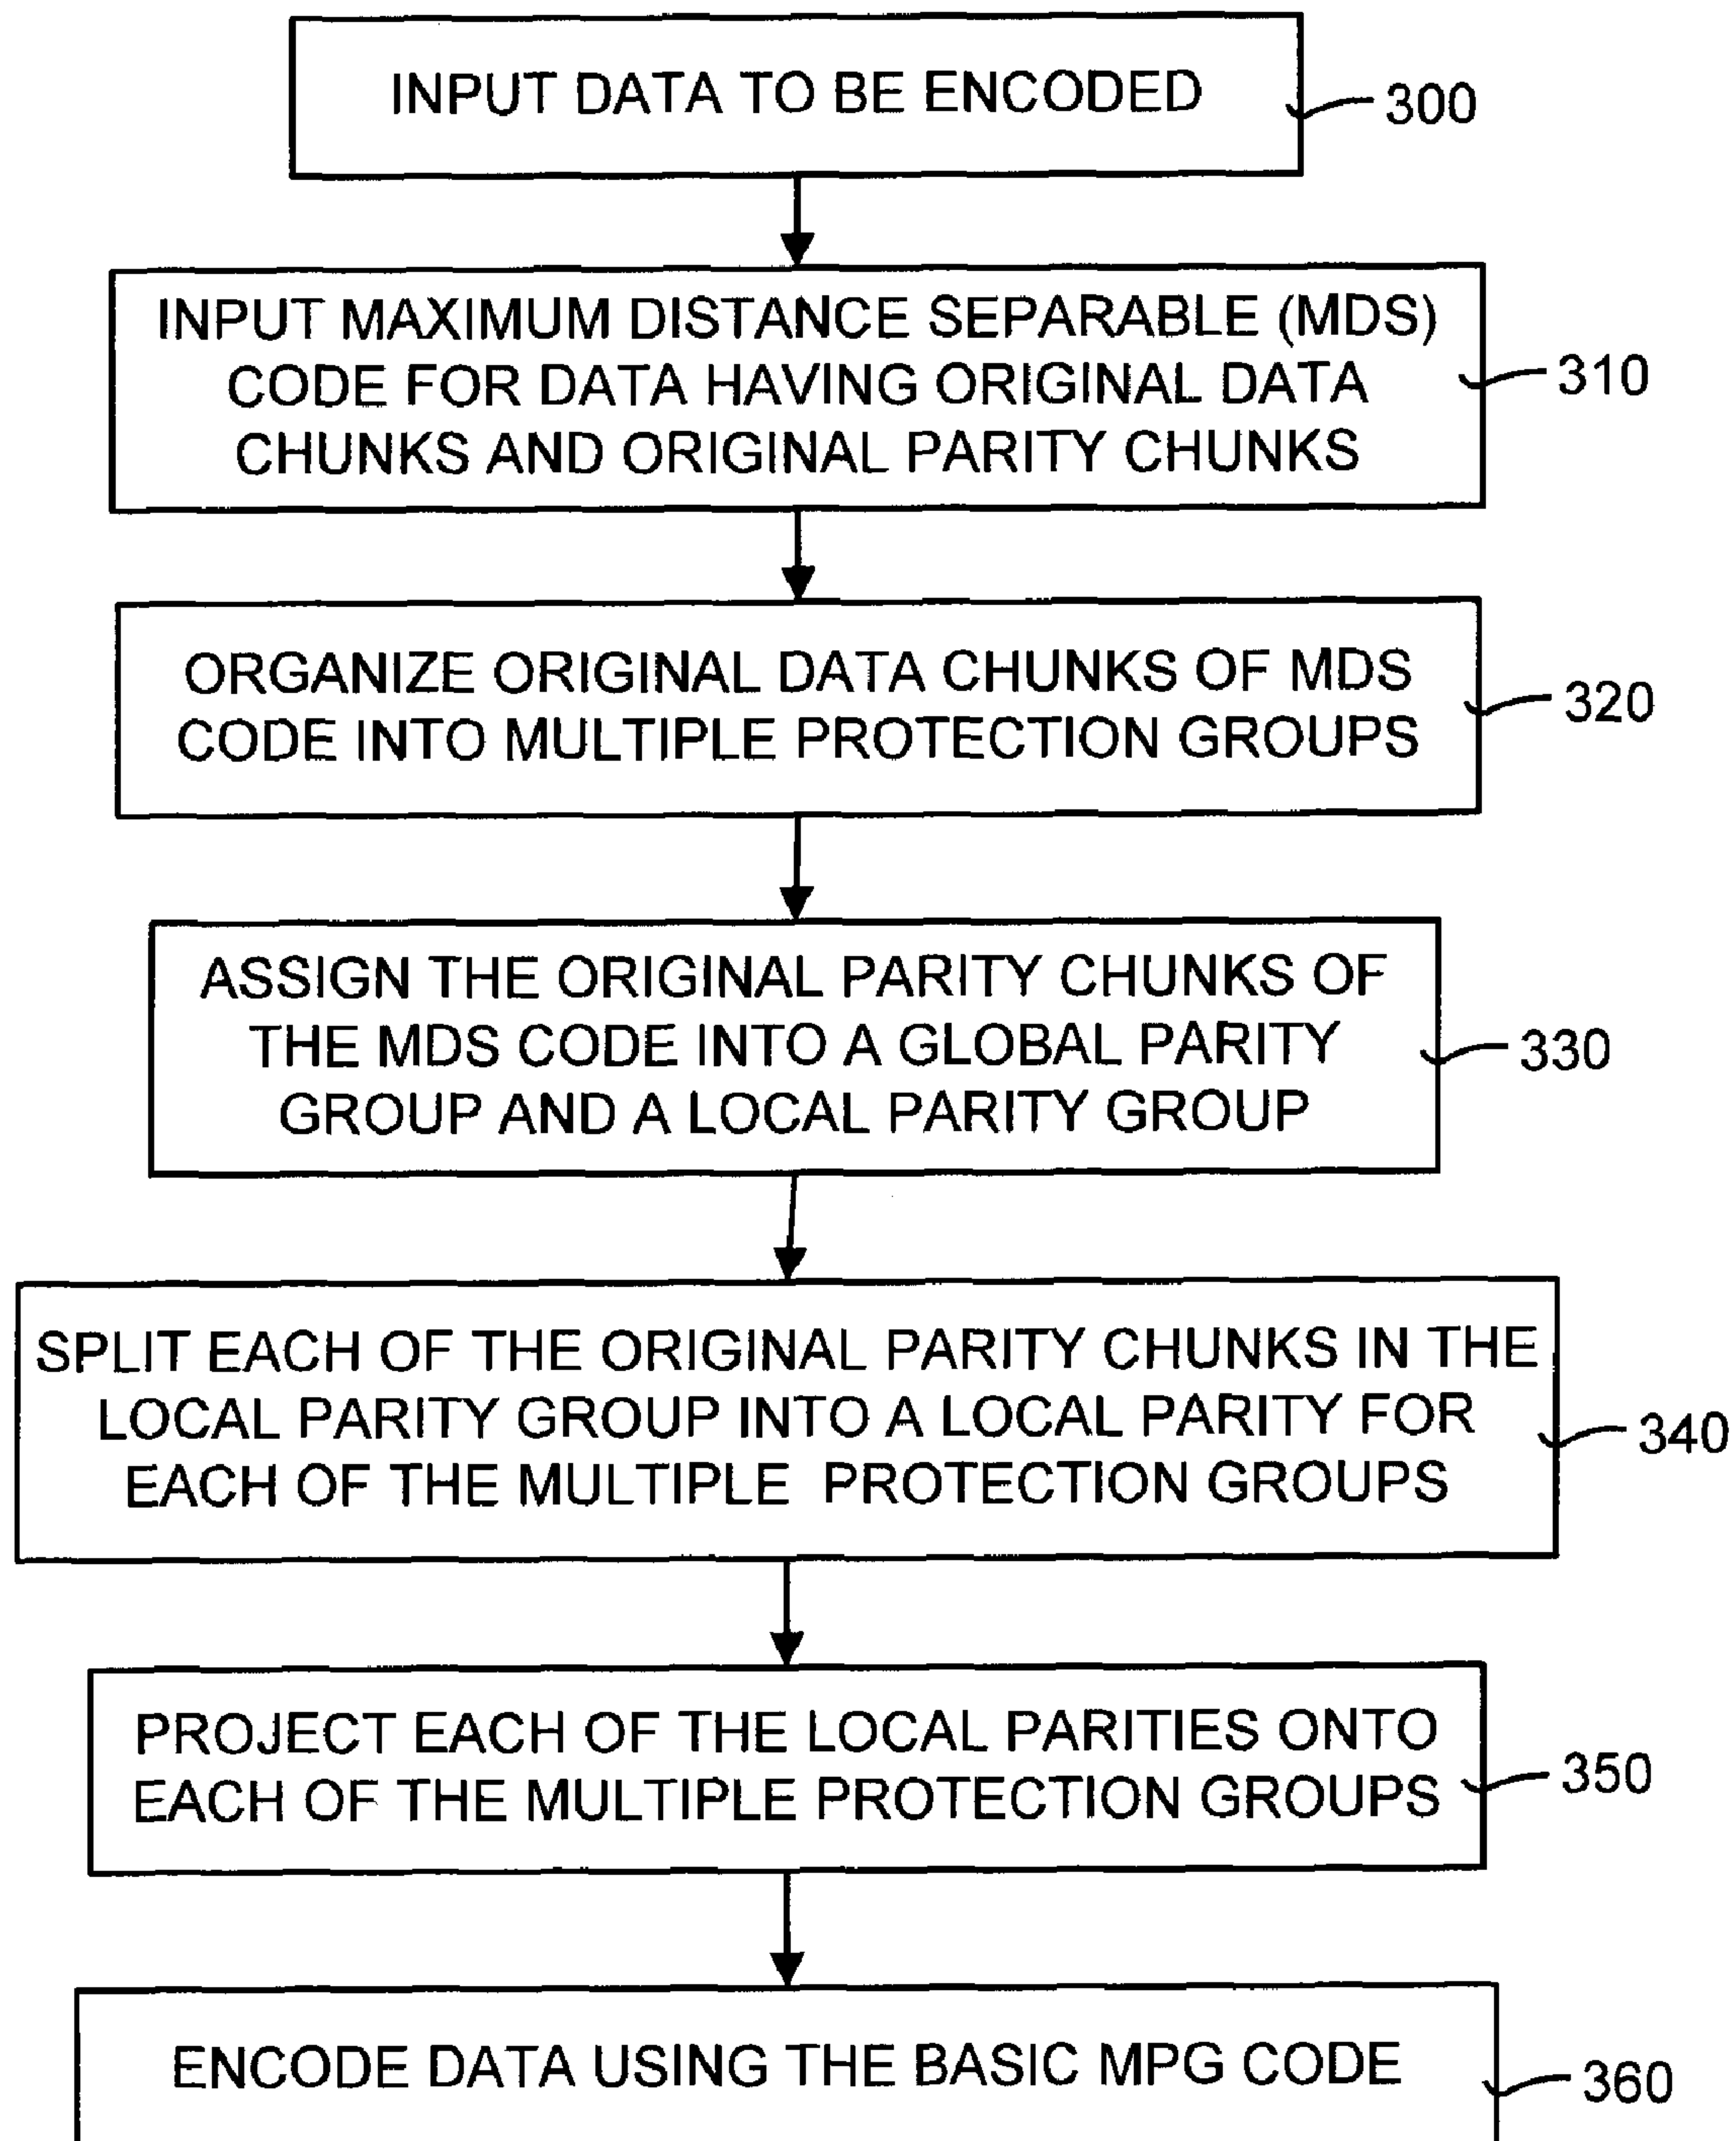 INPUT DATA TO BE ENCODED
300
INPUT MAXIMUM DISTANCE SEPARABLE (MDS)
CODE FOR DATA HAVING ORIGINAL DATA
CHUNKS AND ORIGINAL PARITY CHUNKS
310
ORGANIZE ORIGINAL DATA CHUNKS OF MDS
CODE INTO MULTIPLE PROTECTION GROUPS
320
ASSIGN THE ORIGINAL PARITY CHUNKS OF
THE MDS CODE INTO A GLOBAL PARITY
GROUP AND A LOCAL PARITY GROUP
330
SPLIT EACH OF THE ORIGINAL PARITY CHUNKS IN THE
LOCAL PARITY GROUP INTO A LOCAL PARITY FOR
EACH OF THE MULTIPLE PROTECTION GROUPS
340
PROJECT EACH OF THE LOCAL PARITIES ONTO
EACH OF THE MULTIPLE PROTECTION GROUPS
350
ENCODE DATA USING THE BASIC MPG CODE
360